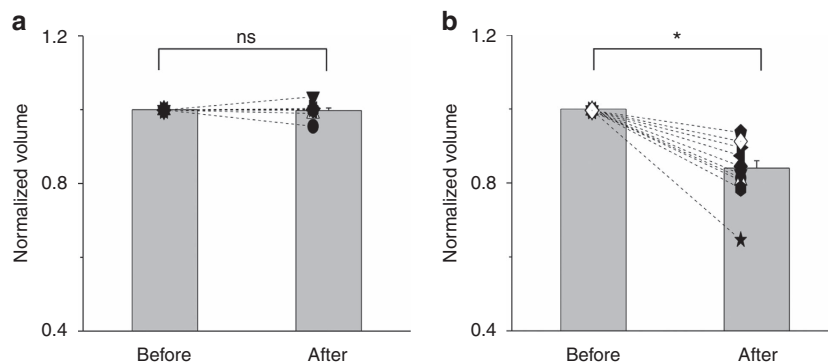 a
ns
1.2
Normalized volume
0.8
0.4
Before
After
b
*
1.2
Normalized volume
0.8
0.4
Before
After